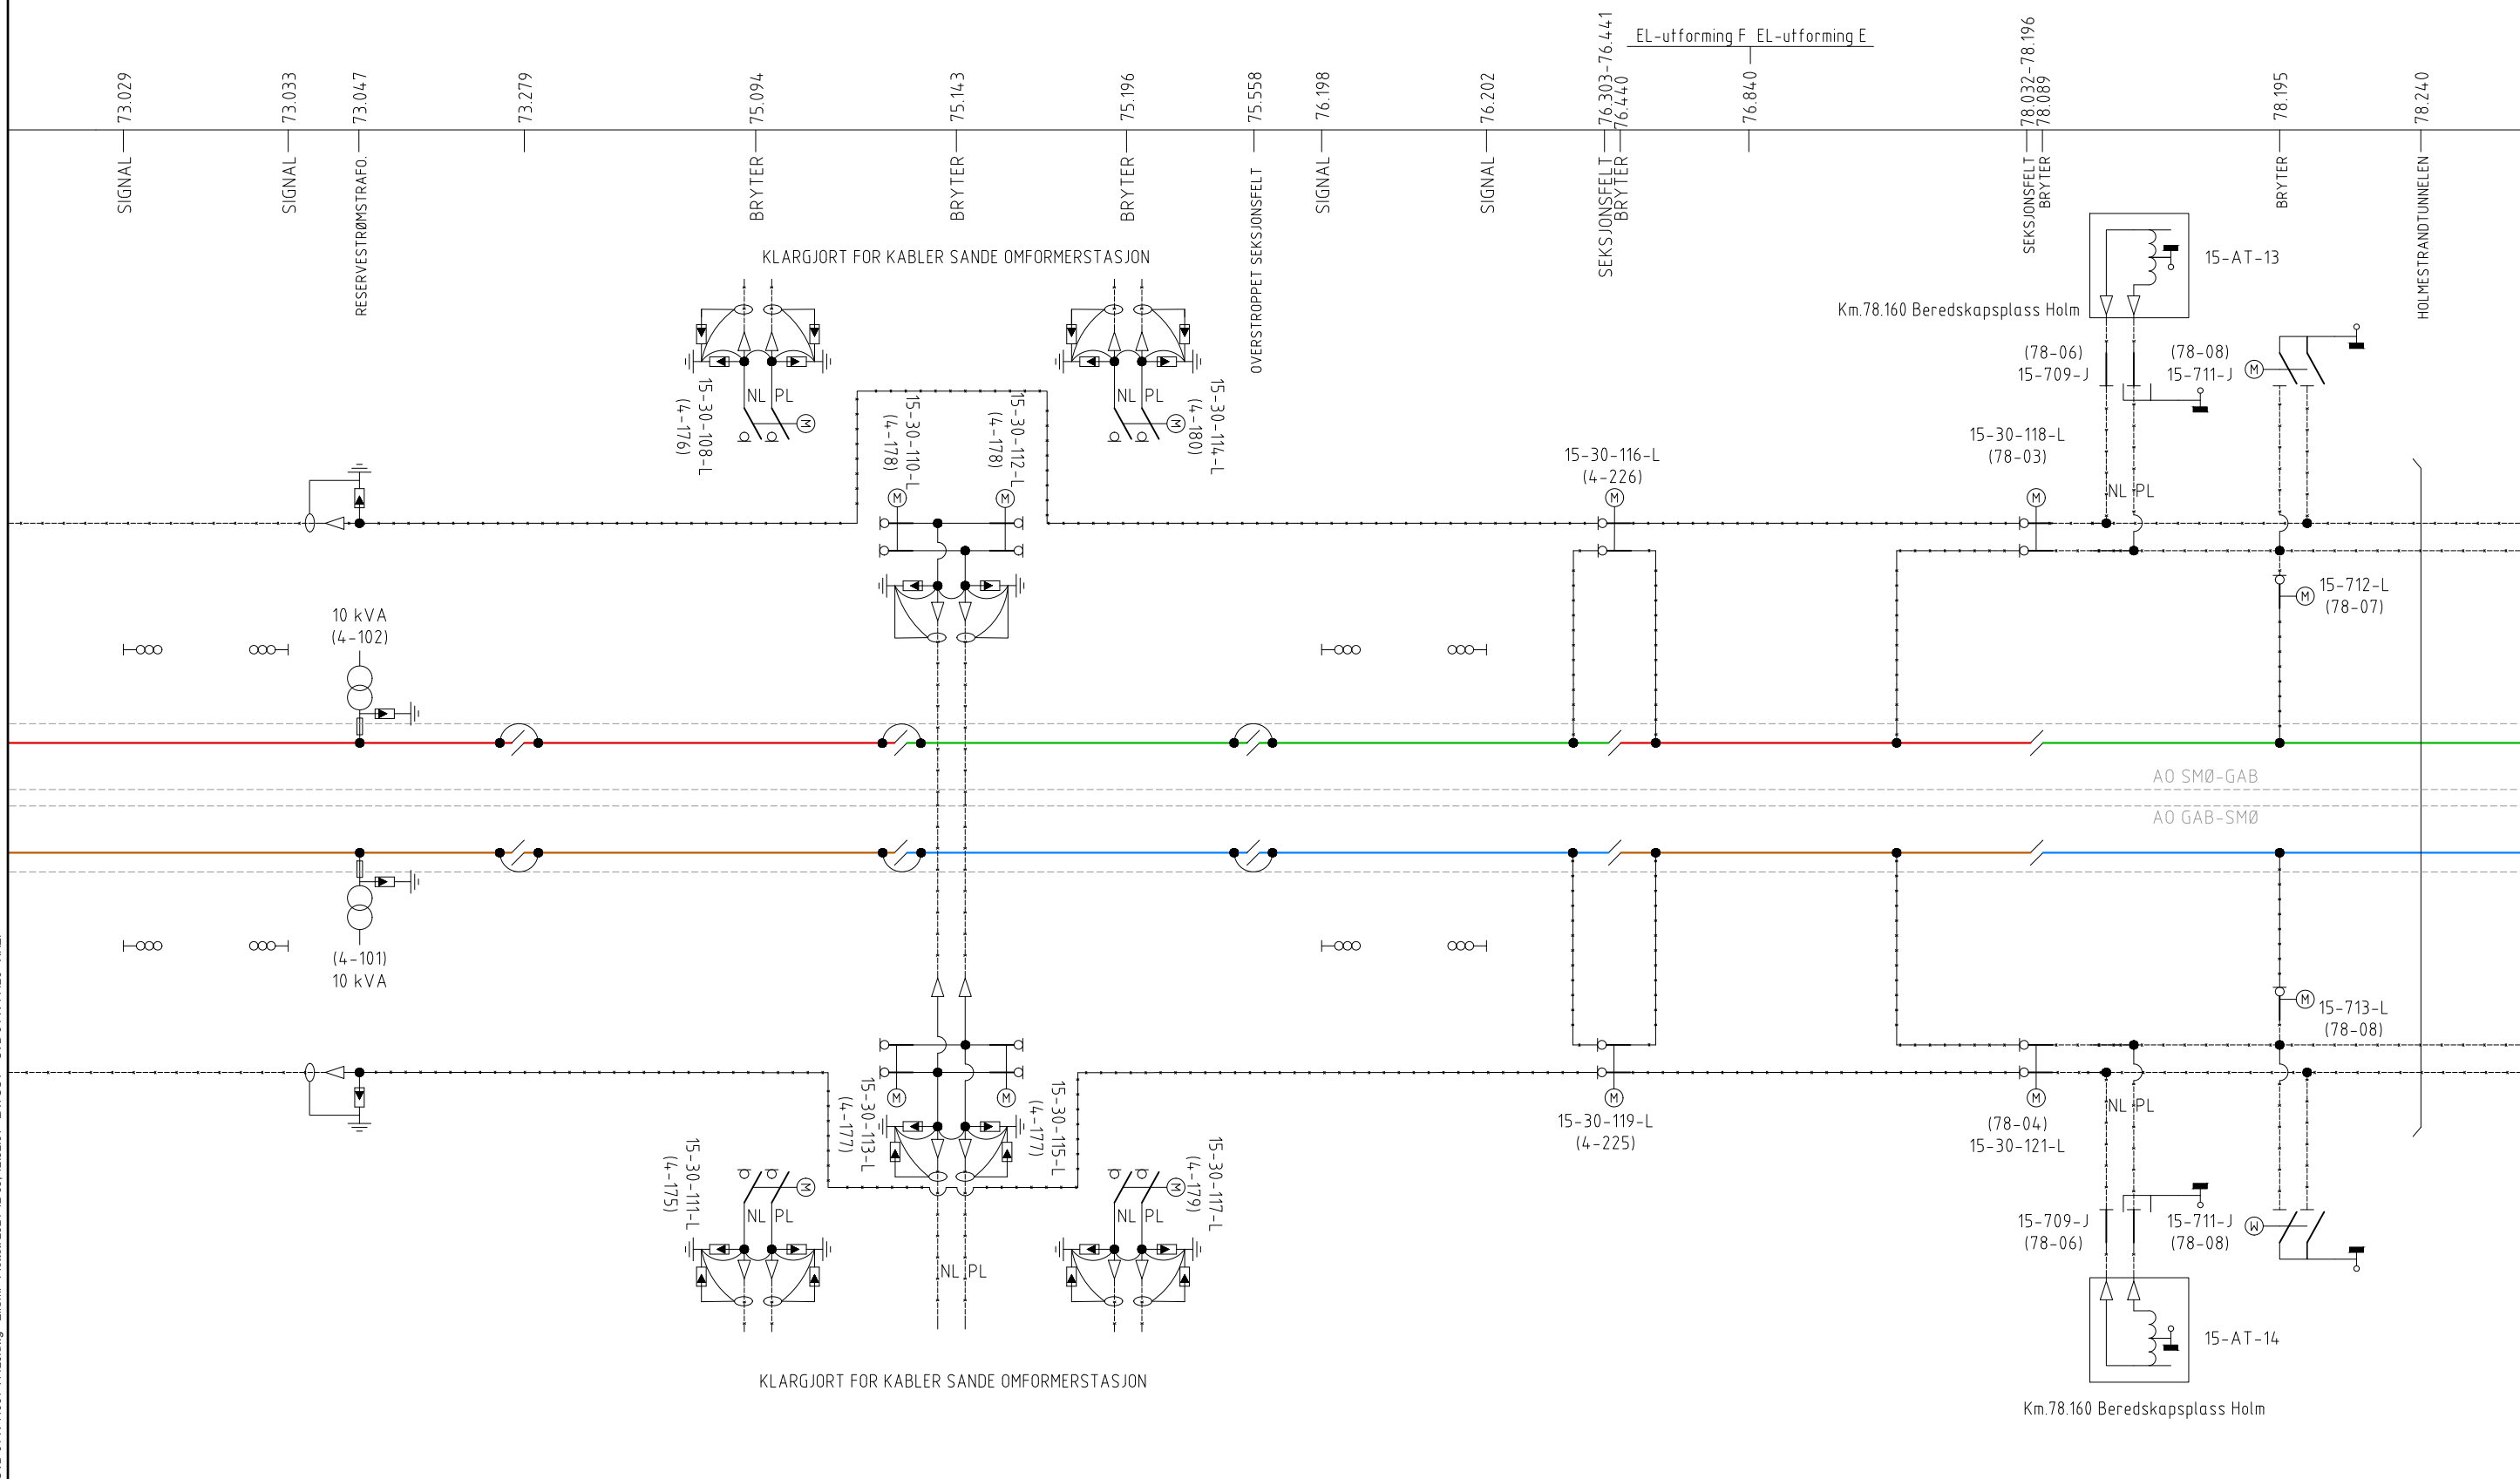 EL-utforming F EL-utforming E
73.029
73.033
73.047
73.279
75.094
75.143
75.196
75.558
76.198
76.202
76.303-76.441
76.440
76.840
78.032-78.196
78.089
78.195
78.240
SIGNAL
SIGNAL
RESERVESTRØMSTRAFO.
BRYTER
BRYTER
BRYTER
OVERSTROPPET SEKSJONSFELT
SIGNAL
SIGNAL
SEKSJONSFELT
BRYTER
SEKSJONSFELT
BRYTER
BRYTER
HOLMESTRANDTUNNELEN
KLARGJORT FOR KABLER SANDE OMFORMERSTASJON
15-AT-13
Km.78.160 Beredskapsplass Holm
(78-06)
15-709-J
(78-08)
15-711-J
M
NL PL
NL PL
M
M
15-30-108-L
(4-176)
15-30-110-L
(4-178)
15-30-112-L
(4-178)
15-30-114-L
(4-180)
15-30-116-L
(4-226)
15-30-118-L
(78-03)
M
M
M
M
NL PL
15-712-L
(78-07)
M
10 kVA
(4-102)
AO SMØ-GAB
AO GAB-SMØ
(4-101)
10 kVA
M
15-713-L
(78-08)
M
M
M
M
15-30-113-L
(4-177)
15-30-115-L
(4-177)
15-30-119-L
(4-225)
(78-04)
15-30-121-L
NL PL
15-30-111-L
(4-175)
15-30-117-L
(4-179)
M
M
NL PL
NL PL
NL PL
15-709-J
(78-06)
15-711-J
(78-08)
M
15-AT-14
KLARGJORT FOR KABLER SANDE OMFORMERSTASJON
Km.78.160 Beredskapsplass Holm